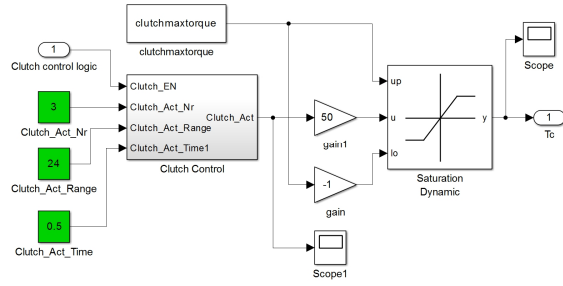 clutchmaxtorque
clutchmaxtorque
1
Clutch control logic
3
Clutch_Act_Nr
24
Clutch_Act_Range
0.5
Clutch_Act_Time
Clutch_EN
Clutch_Act_Nr
Clutch_Act_Range
Clutch_Act_Time1
Clutch_Act
Clutch Control
50
gain1
-1
gain
Scope1
up
u
lo
y
Saturation
Dynamic
Scope
1
Tc